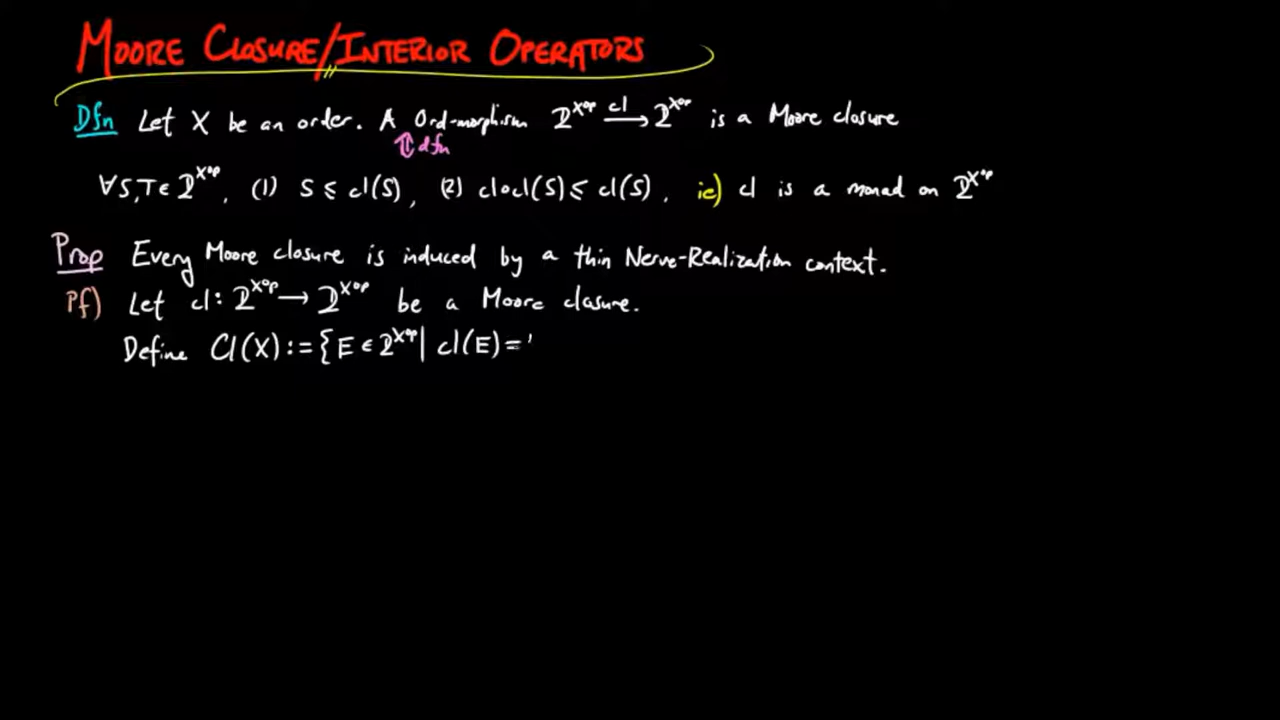 MOORE CLOSURE/INTERIOR OPERATORS
Dfn Let X be an order. A Ord-morphism 2^{X^{op}} \xrightarrow{cl} 2^{X^{op}} is a Moore closure
⇕ dfn
∀S,T ∈ 2^{X^{op}}, (1) S ≤ cl(S), (2) cl∘cl(S) ≤ cl(S), ie) cl is a monad on 2^{X^{op}}
Prop Every Moore closure is induced by a thin Nerve-Realization context.
Pf) Let cl: 2^{X^{op}} → 2^{X^{op}} be a Moore closure.
Define Cl(X) := {E ∈ 2^{X^{op}} | cl(E) =